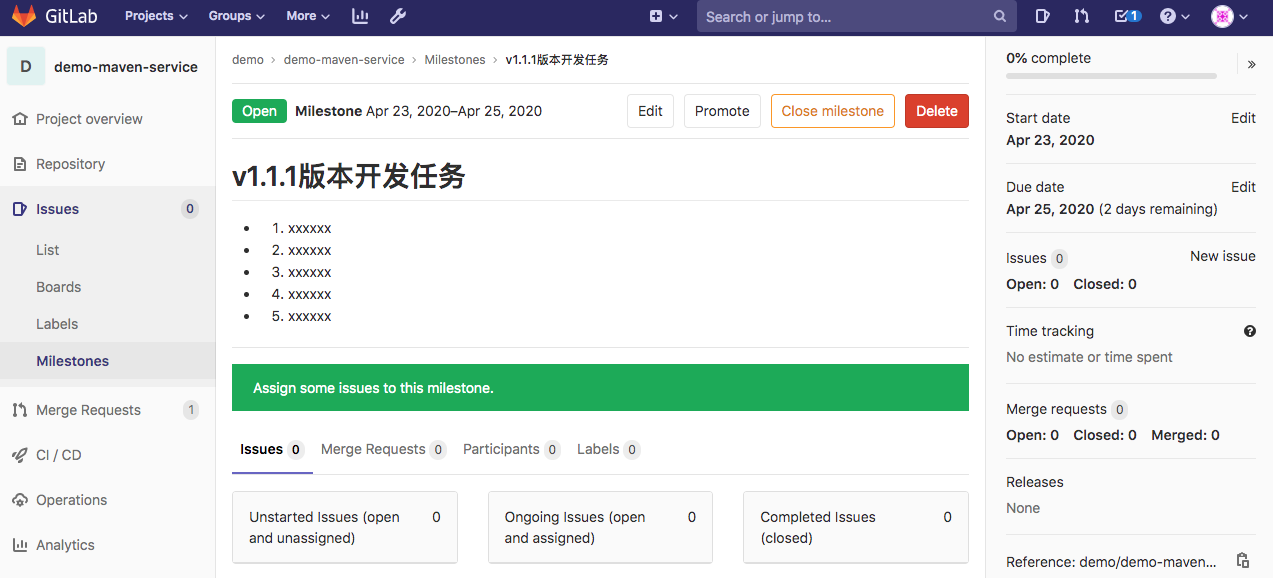 GitLab Projects Groups More Search or jump to... 1
D demo-maven-service
Project overview
Repository
Issues 0
List
Boards
Labels
Milestones
Merge Requests 1
CI / CD
Operations
Analytics
demo › demo-maven-service › Milestones › v1.1.1版本开发任务
Open Milestone Apr 23, 2020–Apr 25, 2020 Edit Promote Close milestone Delete
v1.1.1版本开发任务
• 1. xxxxxx
• 2. xxxxxx
• 3. xxxxxx
• 4. xxxxxx
• 5. xxxxxx
Assign some issues to this milestone.
Issues 0 Merge Requests 0 Participants 0 Labels 0
Unstarted Issues (open 0
and unassigned)
Ongoing Issues (open 0
and assigned)
Completed Issues 0
(closed)
0% complete »
Start date Edit
Apr 23, 2020
Due date Edit
Apr 25, 2020 (2 days remaining)
Issues 0 New issue
Open: 0 Closed: 0
Time tracking ?
No estimate or time spent
Merge requests 0
Open: 0 Closed: 0 Merged: 0
Releases
None
Reference: demo/demo-maven...